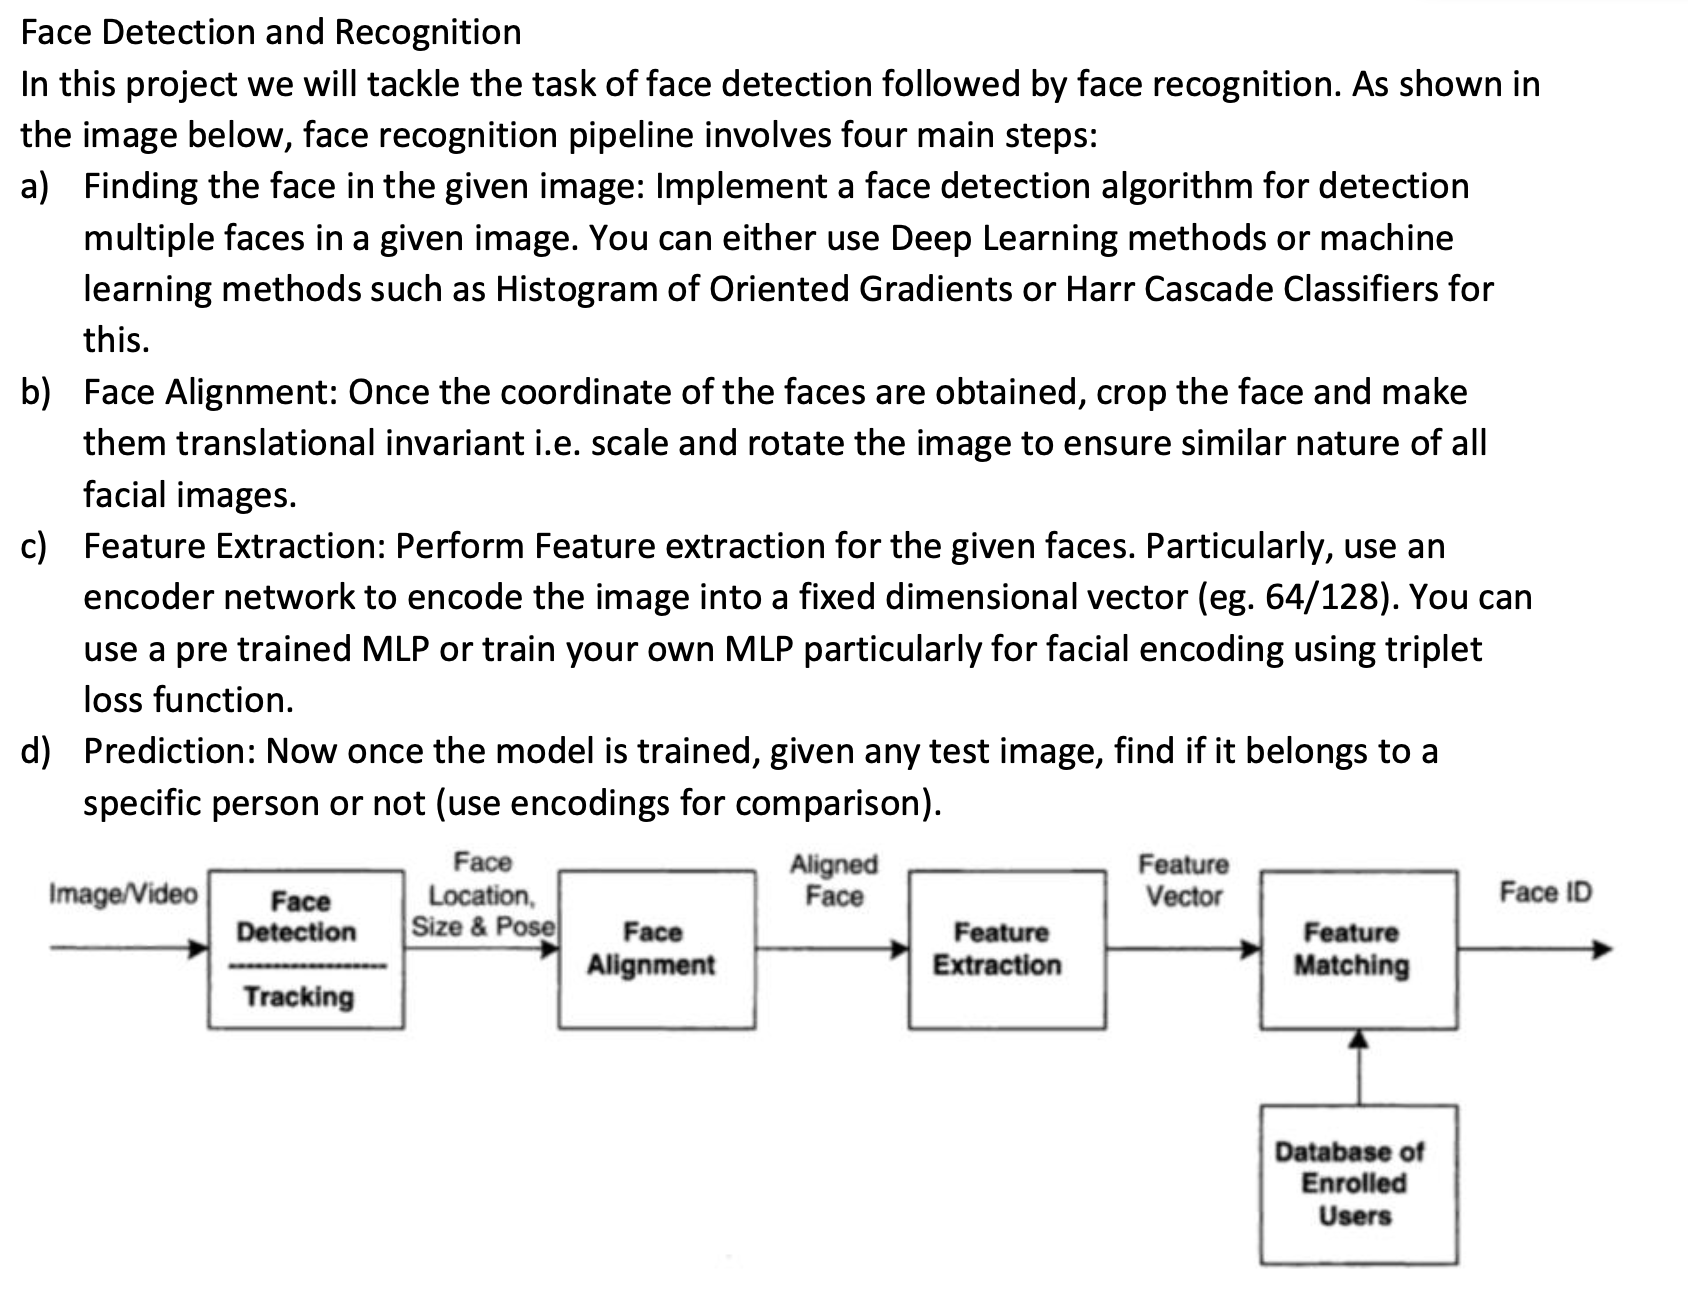 Face Detection and Recognition
In this project we will tackle the task of face detection followed by face recognition. As shown in
the image below, face recognition pipeline involves four main steps:
a) Finding the face in the given image: Implement a face detection algorithm for detection
multiple faces in a given image. You can either use Deep Learning methods or machine
learning methods such as Histogram of Oriented Gradients or Harr Cascade Classifiers for
this.
b) Face Alignment: Once the coordinate of the faces are obtained, crop the face and make
them translational invariant i.e. scale and rotate the image to ensure similar nature of all
facial images.
c) Feature Extraction: Perform Feature extraction for the given faces. Particularly, use an
encoder network to encode the image into a fixed dimensional vector (eg. 64/128). You can
use a pre trained MLP or train your own MLP particularly for facial encoding using triplet
loss function.
d) Prediction: Now once the model is trained, given any test image, find if it belongs to a
specific person or not (use encodings for comparison).
Image/Video
Face
Detection
Tracking
Face
Location,
Size & Pose
Face
Alignment
Aligned
Face
Feature
Extraction
Feature
Vector
Feature
Matching
Face ID
Database of
Enrolled
Users